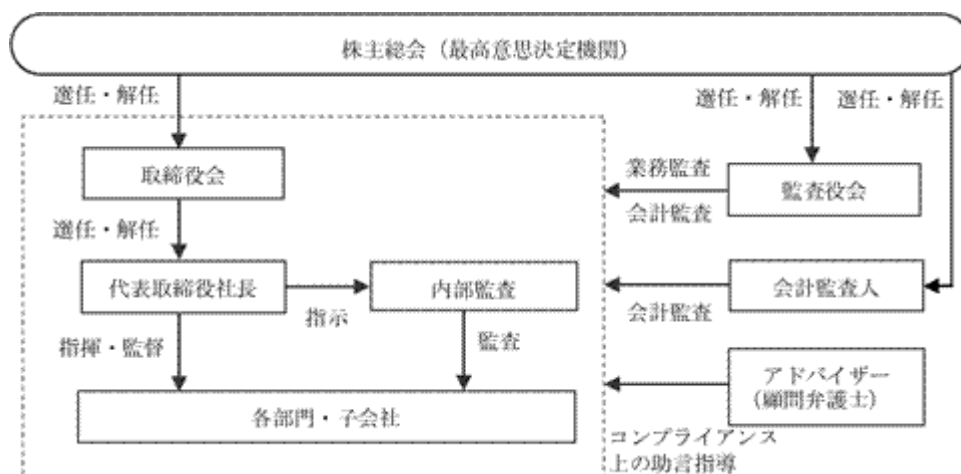 株主総会（最高意思決定機関）
選任・解任
選任・解任
選任・解任
取締役会
業務監査
監査役会
会計監査
選任・解任
代表取締役社長
内部監査
会計監査人
指示
会計監査
指揮・監督
監査
アドバイザー
（顧問弁護士）
各部門・子会社
コンプライアンス
上の助言指導